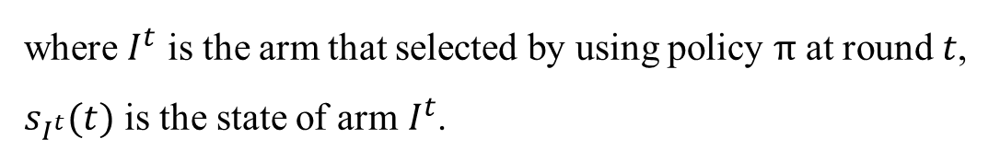 where $I^t$ is the arm that selected by using policy π at round $t$,
$s_{I^t}(t)$ is the state of arm $I^t$.